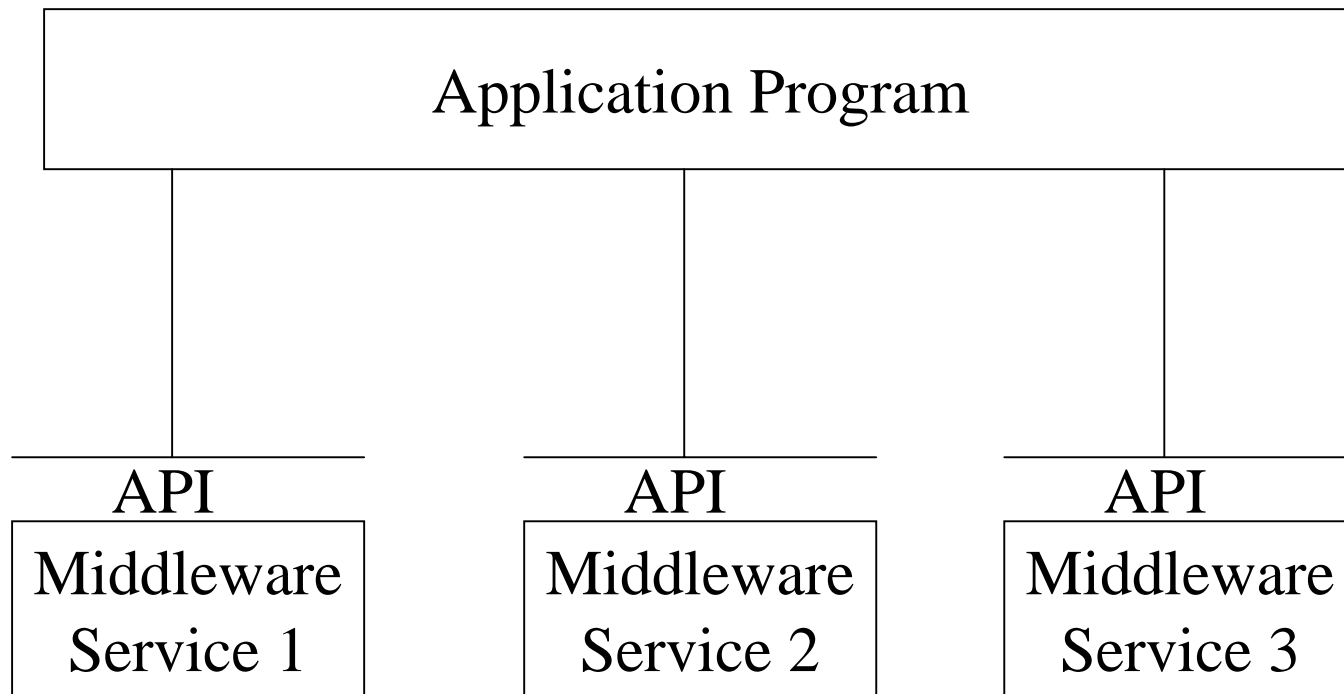 Application Program
API
API
API
Middleware
Service 1
Middleware
Service 2
Middleware
Service 3